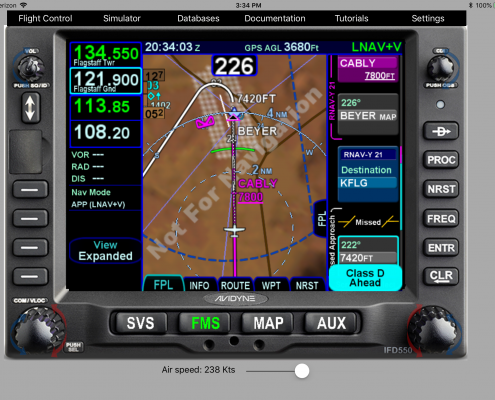 erizon 3:34 PM 100%
Flight Control Simulator Databases Documentation Tutorials Settings
VOL
PUSH SQ/ID
134.550
Flagstaff Twr
121.900
Flagstaff Gnd
113.85
108.20
VOR ---
RAD ---
DIS ---
Nav Mode
APP (LNAV+V)
View
Expanded
20:34:03 Z GPS AGL 3680Ft LNAV+V
226
7420FT
4 NM
BEYER
2 NM
CABLY
7800
W
Not For Navigation
FPL
RNAV-Y 21
CABLY
7800FT
226°
BEYER MAP
RNAV-Y 21
Destination
KFLG
Missed
sed Approach
222°
7420FT
Class D
Ahead
FPL INFO ROUTE WPT NRST
D
PROC
NRST
FREQ
ENTR
CLR
AVIDYNE
COM/VLOC
PUSH
SEL
SVS FMS MAP AUX
IFD550
Air speed: 238 Kts